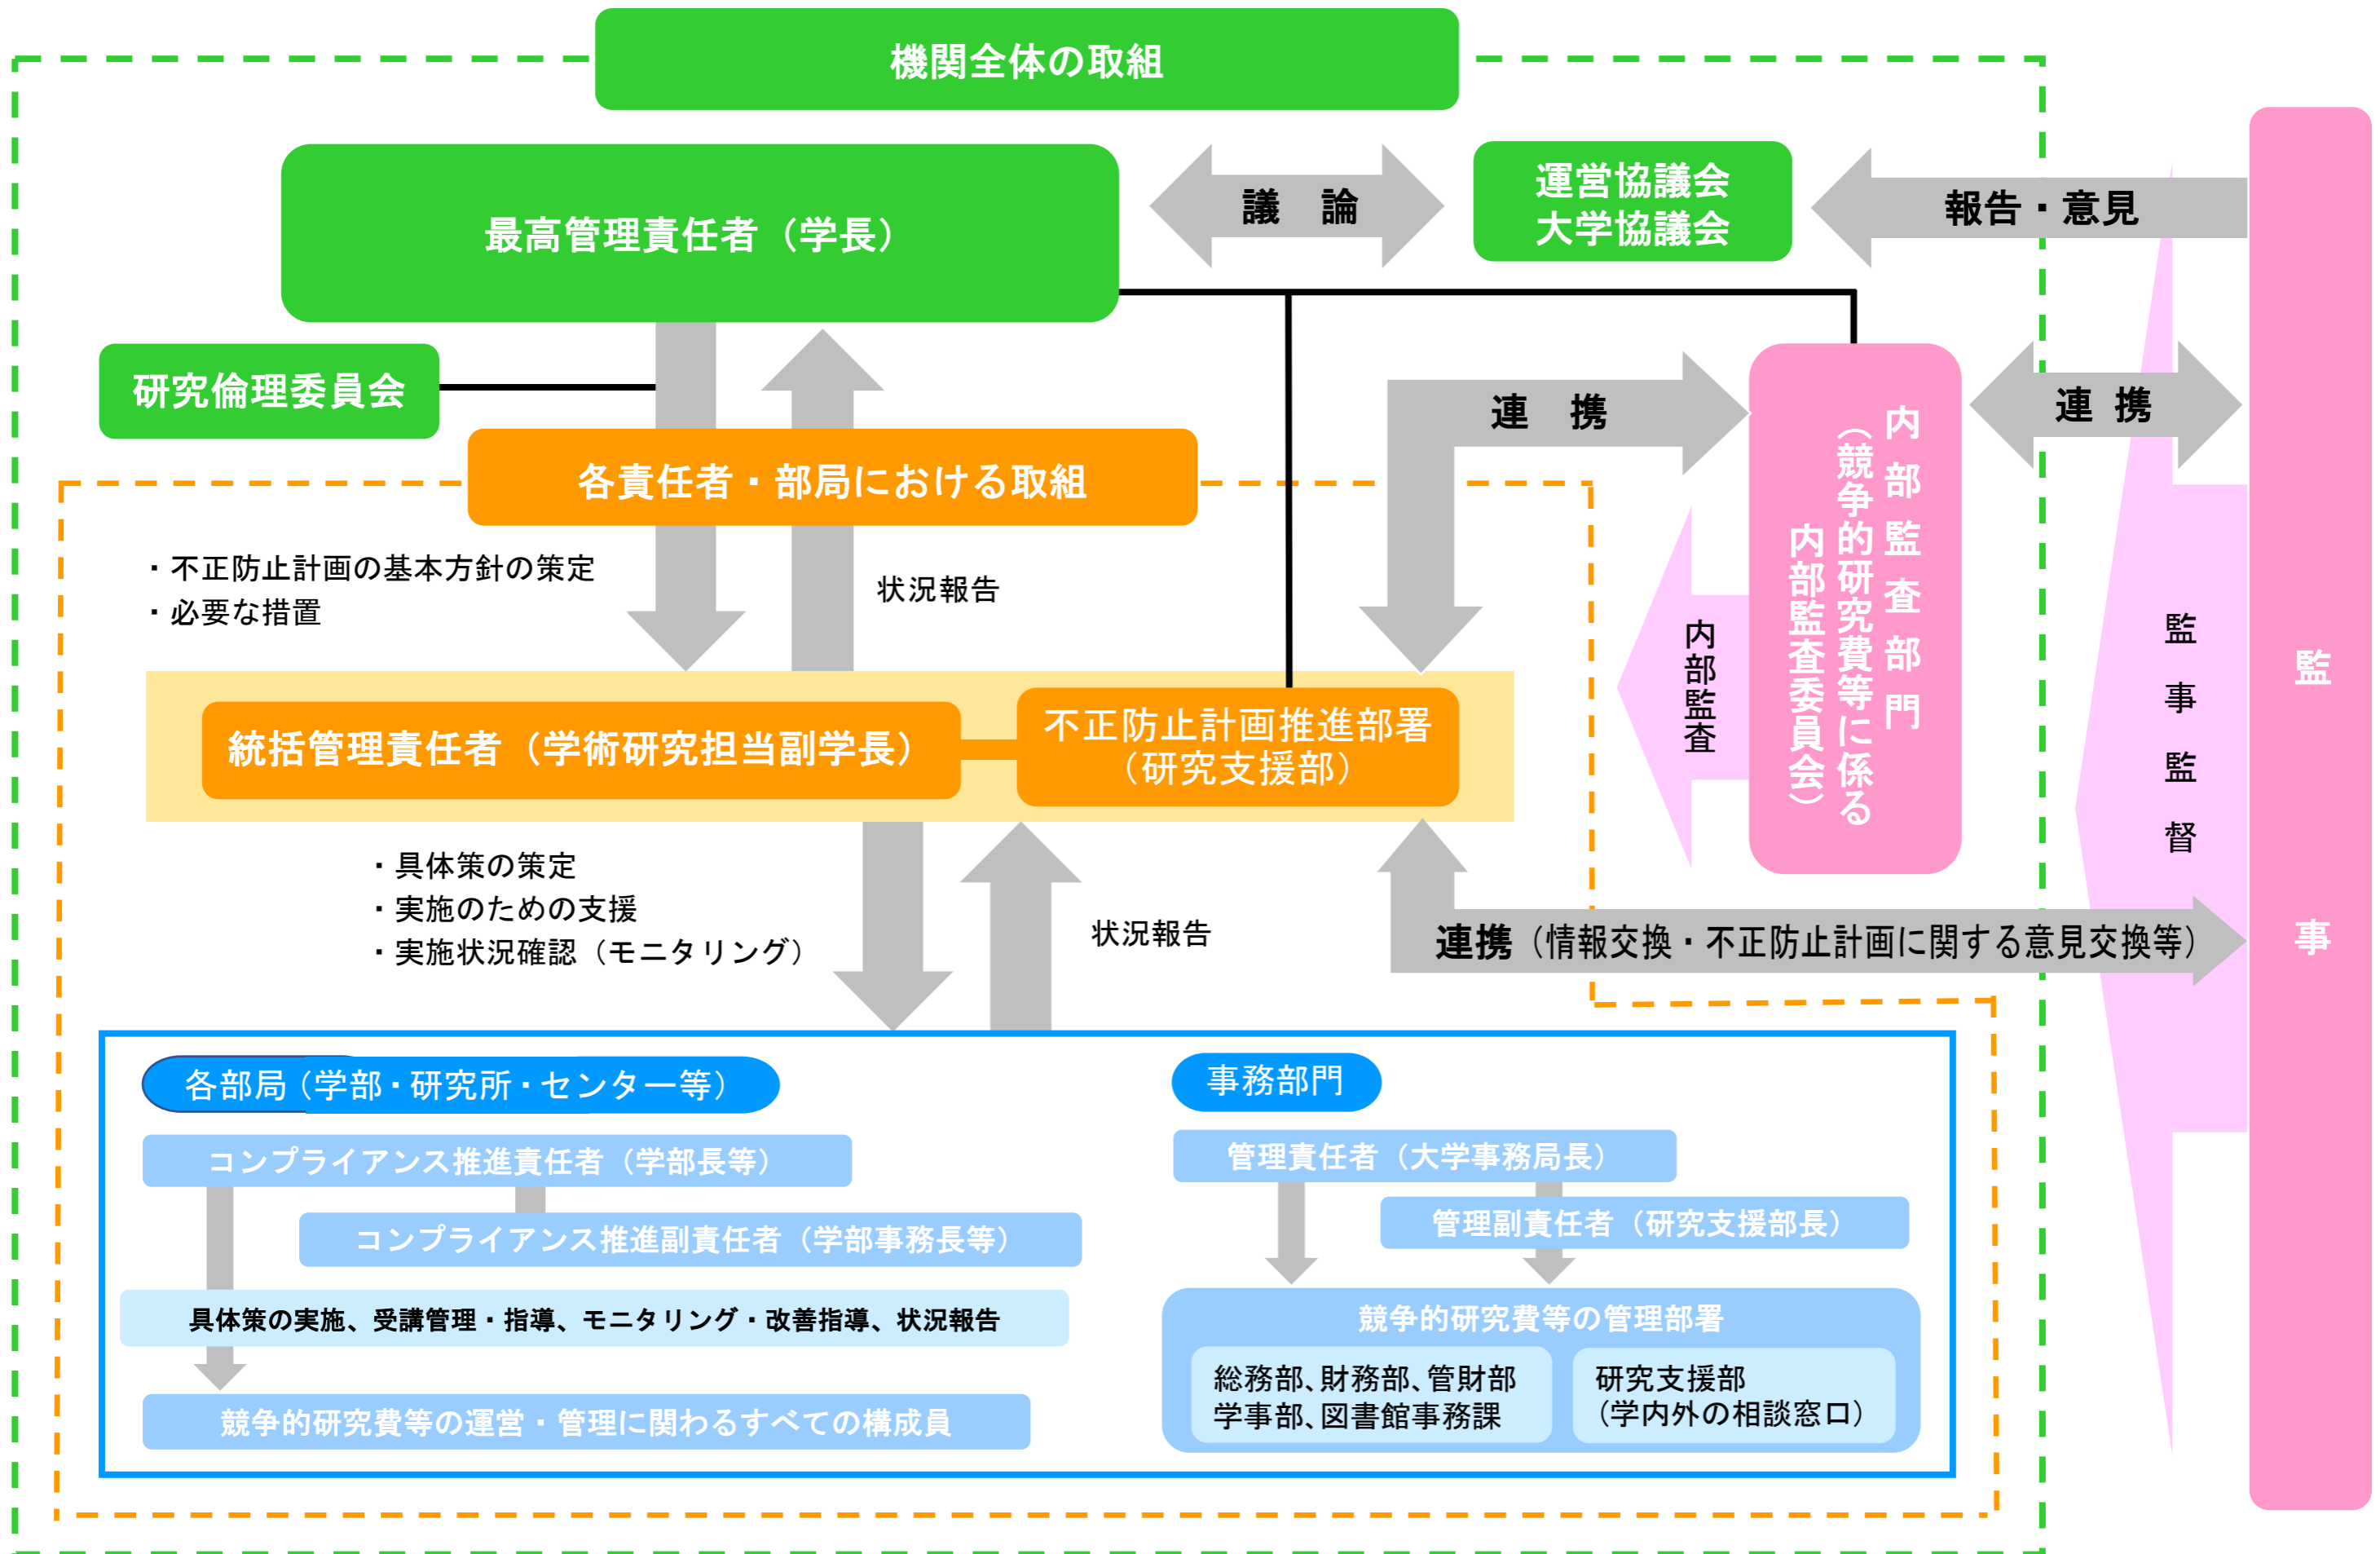 機関全体の取組
最高管理責任者（学長）
議　論
運営協議会
大学協議会
報告・意見
研究倫理委員会
連　携
連 携
各責任者・部局における取組
内部監査部門
（競争的研究費等に係る
内部監査委員会）
・不正防止計画の基本方針の策定
・必要な措置
状況報告
内部監査
監事監督
監事
統括管理責任者（学術研究担当副学長）
不正防止計画推進部署
（研究支援部）
・具体策の策定
・実施のための支援
・実施状況確認（モニタリング）
状況報告
連携（情報交換・不正防止計画に関する意見交換等）
各部局（学部・研究所・センター等）
コンプライアンス推進責任者（学部長等）
コンプライアンス推進副責任者（学部事務長等）
具体策の実施、受講管理・指導、モニタリング・改善指導、状況報告
競争的研究費等の運営・管理に関わるすべての構成員
事務部門
管理責任者（大学事務局長）
管理副責任者（研究支援部長）
競争的研究費等の管理部署
総務部、財務部、管財部
学事部、図書館事務課
研究支援部
（学内外の相談窓口）